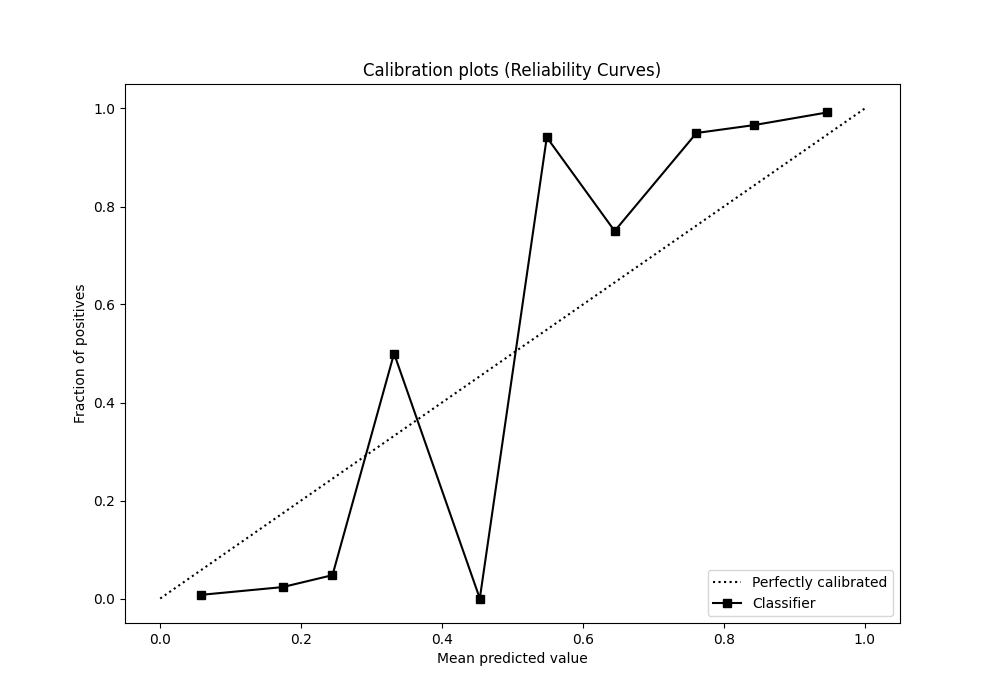 Calibration plots (Reliability Curves)
1.0
0.8
0.6
0.4
0.2
0.0
Fraction of positives
0.0 0.2 0.4 0.6 0.8 1.0
Mean predicted value
Perfectly calibrated
Classifier